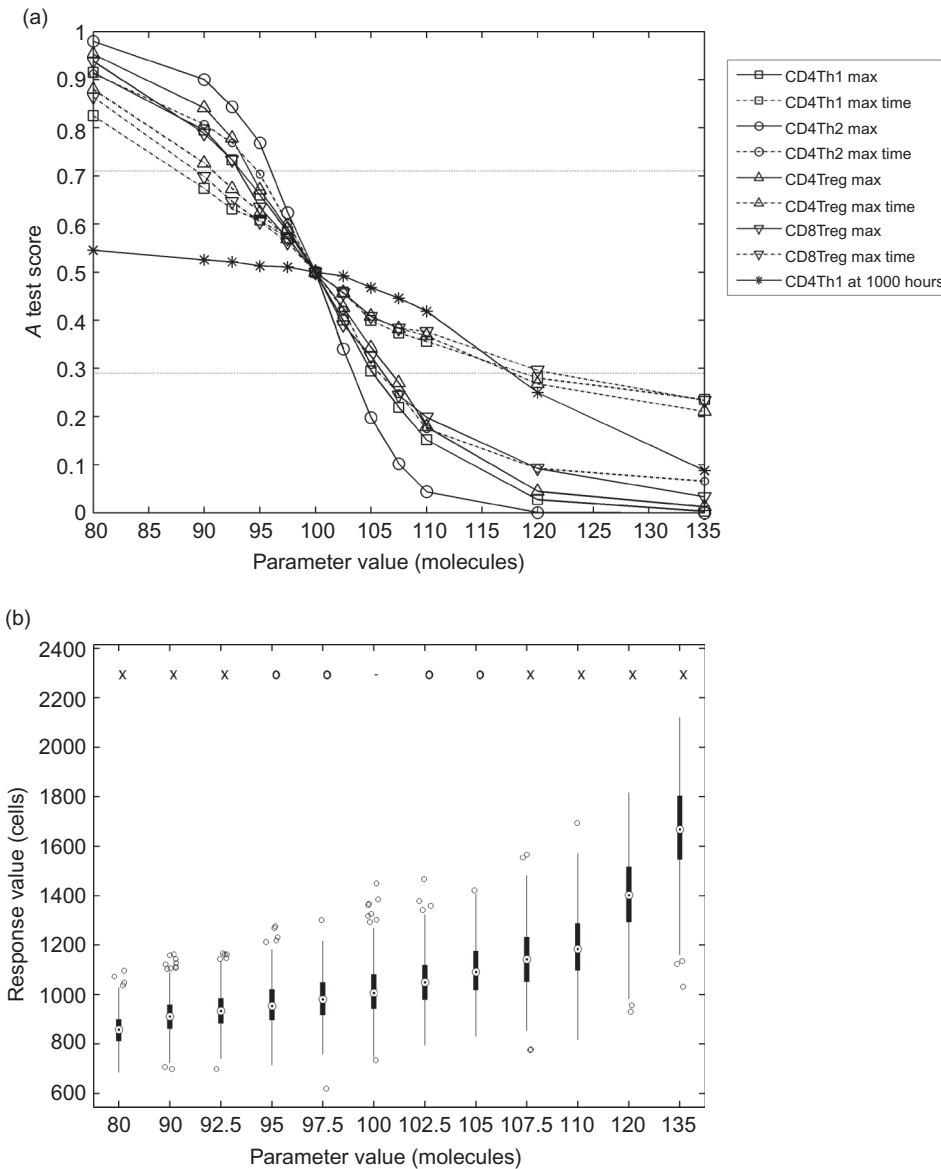 (a)
1
0.9
0.8
0.7
0.6
0.5
0.4
0.3
0.2
0.1
0
A test score
80 85 90 95 100 105 110 115 120 125 130 135
Parameter value (molecules)
CD4Th1 max
CD4Th1 max time
CD4Th2 max
CD4Th2 max time
CD4Treg max
CD4Treg max time
CD8Treg max
CD8Treg max time
CD4Th1 at 1000 hours
(b)
2400
2200
2000
1800
1600
1400
1200
1000
800
600
Response value (cells)
x x x o o - o o x x x x
80 90 92.5 95 97.5 100 102.5 105 107.5 110 120 135
Parameter value (molecules)